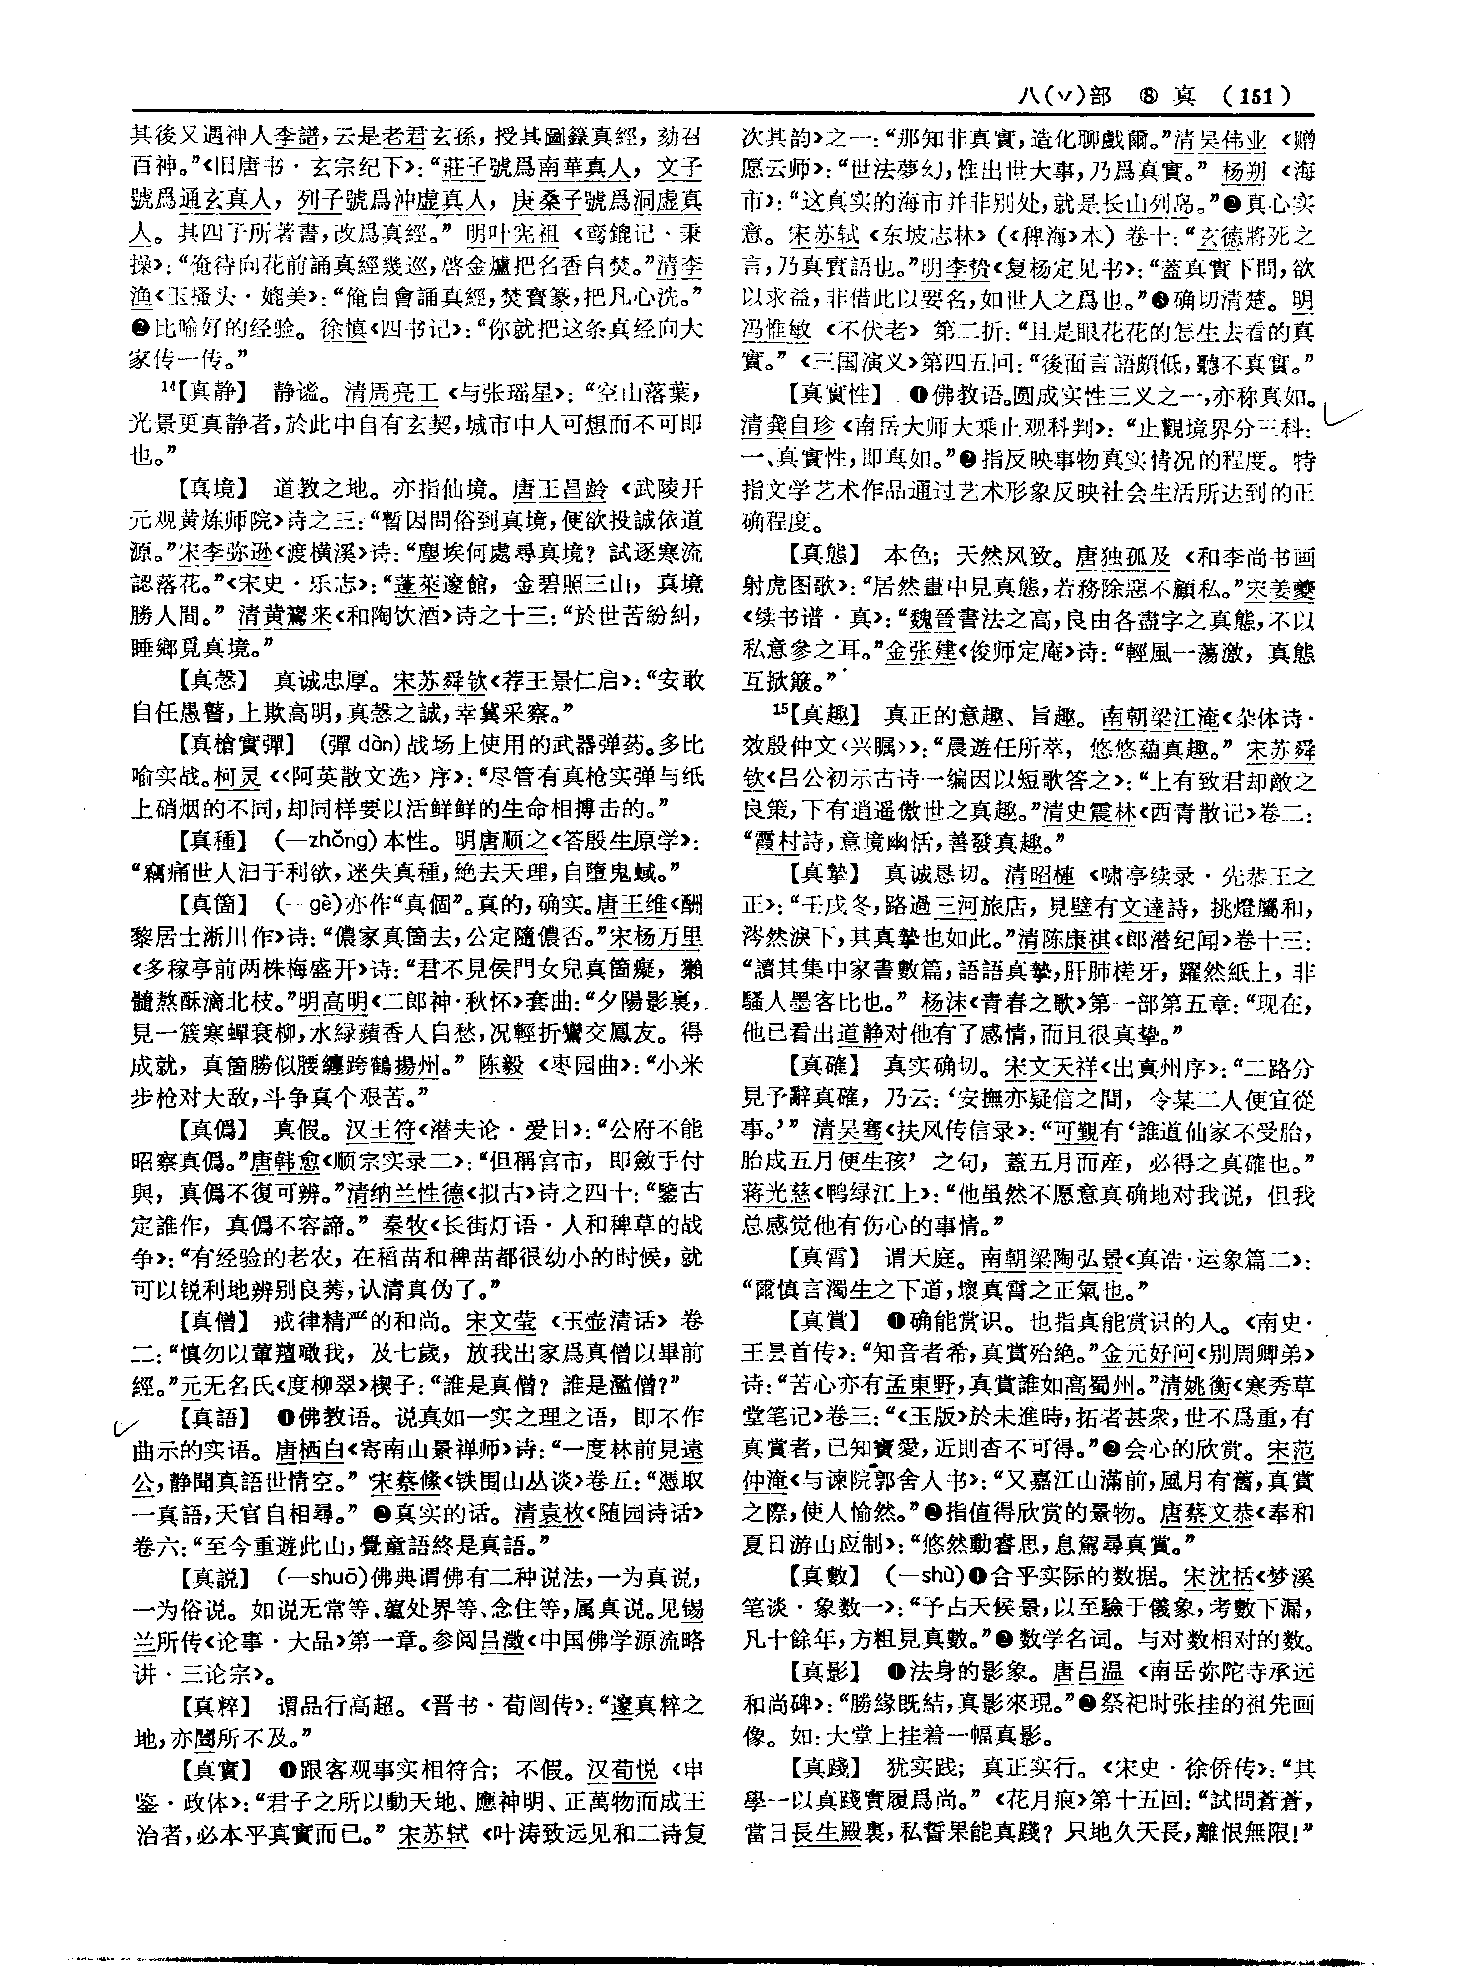 八(丷)部 ⑧ 真 (151)
其後又遇神人李譜，云是老君玄孫，授其圖籙真經，劾召
百神。”《旧唐书·玄宗纪下》：“莊子號爲南華真人，文子
號爲通玄真人，列子號爲沖虚真人，庚桑子號爲洞虚真
人。其四子所著書，改爲真經。”明叶宪祖《鸾鎞记·秉
操》：“俺待向花前誦真經幾巡，啓金爐把名香自焚。”清李
渔《玉搔头·媲美》：“俺自會誦真經，焚寶篆，把凡心洗。”
❷比喻好的经验。徐慎《四书记》：“你就把这条真经向大
家传一传。”
14【真静】 静谧。清周亮工《与张瑶星》：“空山落葉，
光景更真静者，於此中自有玄契，城市中人可想而不可即
也。”
【真境】 道教之地。亦指仙境。唐王昌龄《武陵开
元观黄炼师院》诗之三：“暫因問俗到真境，便欲投誠依道
源。”宋李弥逊《渡横溪》诗：“塵埃何處尋真境？試逐寒流
認落花。”《宋史·乐志》：“蓬萊邃館，金碧照三山，真境
勝人間。”清黄鷟来《和陶饮酒》诗之十三：“於世苦紛糾，
睡鄉覓真境。”
【真慤】 真诚忠厚。宋苏舜钦《荐王景仁启》：“安敢
自任愚瞽，上欺高明，真慤之誠，幸冀采察。”
【真槍實彈】 (彈 dàn)战场上使用的武器弹药。多比
喻实战。柯灵《〈阿英散文选〉序》：“尽管有真枪实弹与纸
上硝烟的不同，却同样要以活鲜鲜的生命相搏击的。”
【真種】 (—zhǒng)本性。明唐顺之《答殷生原学》：
“竊痛世人汩于利欲，迷失真種，絶去天理，自墮鬼蜮。”
【真箇】 (—gè)亦作“真個”。真的，确实。唐王维《酬
黎居士淅川作》诗：“儂家真箇去，公定隨儂否。”宋杨万里
《多稼亭前两株梅盛开》诗：“君不見侯門女兒真箇癡，獺
髓熬酥滴北枝。”明高明《二郎神·秋怀》套曲：“夕陽影裏，
見一簇寒蟬衰柳，水緑蘋香人自愁，况輕折鸞交鳳友。得
成就，真箇勝似腰纏跨鶴揚州。”陈毅《枣园曲》：“小米
步枪对大敌，斗争真个艰苦。”
【真僞】 真假。汉王符《潜夫论·爱日》：“公府不能
昭察真僞。”唐韩愈《顺宗实录二》：“但稱宫市，即斂手付
與，真僞不復可辨。”清纳兰性德《拟古》诗之四十：“鑒古
定誰作，真僞不容諦。”秦牧《长街灯语·人和稗草的战
争》：“有经验的老农，在稻苗和稗苗都很幼小的时候，就
可以锐利地辨别良莠，认清真伪了。”
【真僧】 戒律精严的和尚。宋文莹《玉壶清话》卷
二：“慎勿以葷羶噉我，及七歲，放我出家爲真僧以畢前
經。”元无名氏《度柳翠》楔子：“誰是真僧？誰是濫僧？”
【真語】 ❶佛教语。说真如一实之理之语，即不作
曲示的实语。唐栖白《寄南山景禅师》诗：“一度林前見遠
公，静聞真語世情空。”宋蔡絛《铁围山丛谈》卷五：“憑取
一真語，天官自相尋。”❷真实的话。清袁枚《随园诗话》
卷六：“至今重遊此山，覺童語終是真語。”
【真説】 (—shuō)佛典谓佛有二种说法，一为真说，
一为俗说。如说无常等、蕴处界等、念住等，属真说。见锡
兰所传《论事·大品》第一章。参阅吕澂《中国佛学源流略
讲·三论宗》。
【真粹】 谓品行高超。《晋书·荀闿传》：“邃真粹之
地，亦闓所不及。”
【真實】 ❶跟客观事实相符合；不假。汉荀悦《申
鉴·政体》：“君子之所以動天地、應神明、正萬物而成王
治者，必本乎真實而已。”宋苏轼《叶涛致远见和二诗复
次其韵》之一：“那知非真實，造化聊戲爾。”清吴伟业《赠
愿云师》：“世法夢幻，惟出世大事，乃爲真實。”杨朔《海
市》：“这真实的海市并非别处，就是长山列岛。”❷真心实
意。宋苏轼《东坡志林》(《稗海》本)卷十：“玄德將死之
言，乃真實語也。”明李贽《复杨定见书》：“蓋真實下問，欲
以求益，非借此以要名，如世人之爲也。”❸确切清楚。明
冯惟敏《不伏老》第二折：“且是眼花花的怎生去看的真
實。”《三国演义》第四五回：“後面言語頗低，聽不真實。”
【真實性】 ❶佛教语。圆成实性三义之一，亦称真如。
清龚自珍《南岳大师大乘止观科判》：“止觀境界分三科：
一、真實性，即真如。”❷指反映事物真实情况的程度。特
指文学艺术作品通过艺术形象反映社会生活所达到的正
确程度。
【真態】 本色；天然风致。唐独孤及《和李尚书画
射虎图歌》：“居然畫中見真態，若務除惡不顧私。”宋姜夔
《续书谱·真》：“魏晉書法之高，良由各盡字之真態，不以
私意參之耳。”金张建《俊师定庵》诗：“輕風一蕩激，真態
互掀簸。”
15【真趣】 真正的意趣、旨趣。南朝梁江淹《杂体诗·
效殷仲文〈兴瞩〉》：“晨遊任所萃，悠悠藴真趣。”宋苏舜
钦《吕公初示古诗一编因以短歌答之》：“上有致君却敵之
良策，下有逍遥傲世之真趣。”清史震林《西青散记》卷二：
“霞村詩，意境幽恬，善發真趣。”
【真摯】 真诚恳切。清昭槤《啸亭续录·先恭王之
正》：“壬戌冬，路過三河旅店，見壁有文達詩，挑燈屬和，
涔然淚下，其真摯也如此。”清陈康祺《郎潜纪闻》卷十三：
“讀其集中家書數篇，語語真摯，肝肺槎牙，躍然紙上，非
騷人墨客比也。”杨沫《青春之歌》第一部第五章：“现在，
他已看出道静对他有了感情，而且很真挚。”
【真確】 真实确切。宋文天祥《出真州序》：“二路分
見予辭真確，乃云：‘安撫亦疑信之間，令某二人便宜從
事。’”清吴骞《扶风传信录》：“可覲有‘誰道仙家不受胎，
胎成五月便生孩’之句，蓋五月而産，必得之真確也。”
蒋光慈《鸭绿江上》：“他虽然不愿意真确地对我说，但我
总感觉他有伤心的事情。”
【真霄】 谓天庭。南朝梁陶弘景《真诰·运象篇二》：
“爾慎言濁生之下道，壞真霄之正氣也。”
【真賞】 ❶确能赏识。也指真能赏识的人。《南史·
王昙首传》：“知音者希，真賞殆絶。”金元好问《别周卿弟》
诗：“苦心亦有孟東野，真賞誰如高蜀州。”清姚衡《寒秀草
堂笔记》卷三：“《玉版》於未進時，拓者甚衆，世不爲重，有
真賞者，已知寶愛，近則杳不可得。”❷会心的欣赏。宋范
仲淹《与谏院郭舍人书》：“又嘉江山滿前，風月有舊，真賞
之際，使人愉然。”❷指值得欣赏的景物。唐蔡文恭《奉和
夏日游山应制》：“悠然動睿思，息駕尋真賞。”
【真數】 (—shù)❶合乎实际的数据。宋沈括《梦溪
笔谈·象数一》：“予占天候景，以至驗于儀象，考數下漏，
凡十餘年，方粗見真數。”❷数学名词。与对数相对的数。
【真影】 ❶法身的影象。唐吕温《南岳弥陀寺承远
和尚碑》：“勝緣既結，真影來現。”❷祭祀时张挂的祖先画
像。如：大堂上挂着一幅真影。
【真踐】 犹实践；真正实行。《宋史·徐侨传》：“其
學一以真踐實履爲尚。”《花月痕》第十五回：“試問蒼蒼，
當日長生殿裏，私誓果能真踐？只地久天長，離恨無限！”